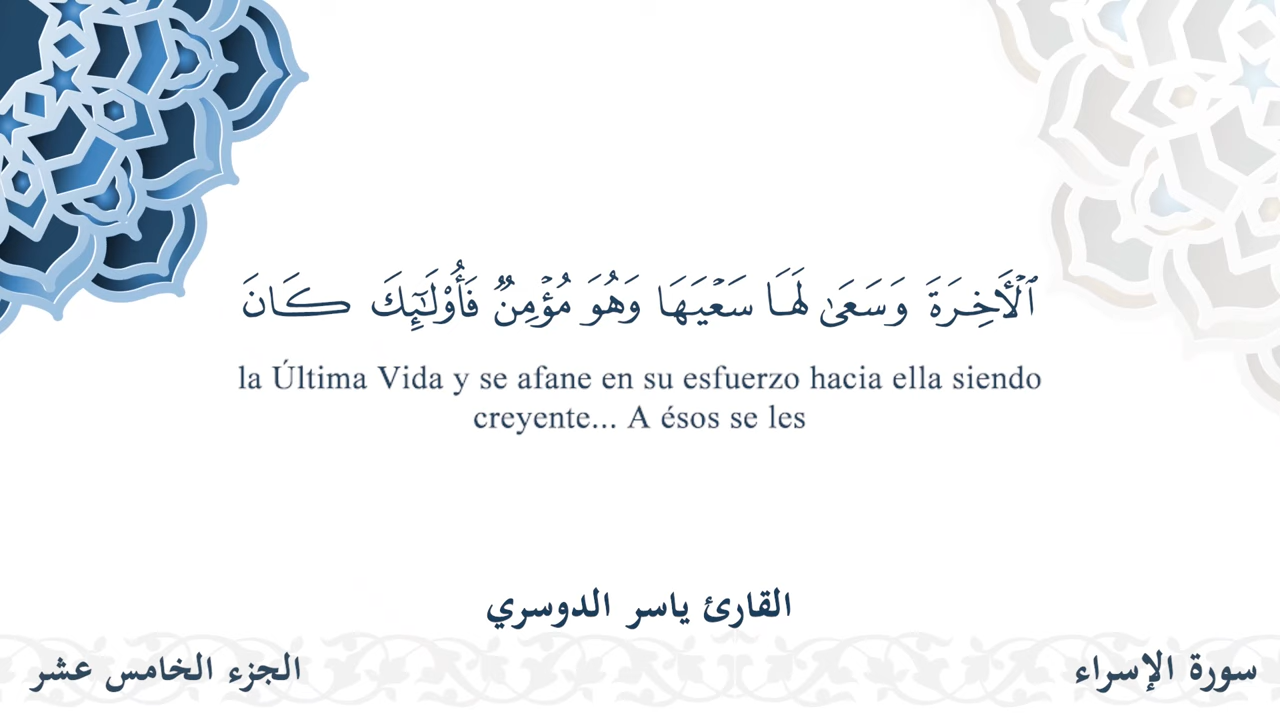 ٱلۡأٓخِرَةَ وَسَعَىٰ لَهَا سَعۡيَهَا وَهُوَ مُؤۡمِنٞ فَأُوْلَٰٓئِكَ كَانَ
la Última Vida y se afane en su esfuerzo hacia ella siendo
creyente... A ésos se les
القارئ ياسر الدوسري
سورة الإسراء
الجزء الخامس عشر